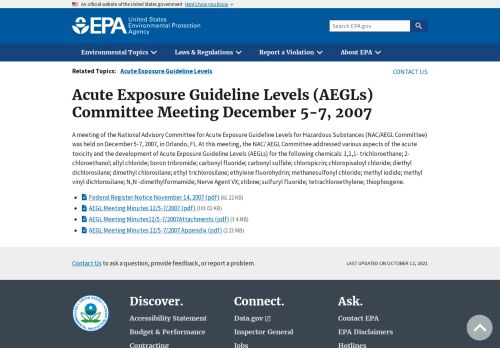 An official website of the United States government Here's how you know
EPA United States Environmental Protection Agency
Search EPA.gov
Environmental Topics Laws & Regulations Report a Violation About EPA
Related Topics: Acute Exposure Guideline Levels
CONTACT US
Acute Exposure Guideline Levels (AEGLs)
Committee Meeting December 5-7, 2007
A meeting of the National Advisory Committee for Acute Exposure Guideline Levels for Hazardous Substances (NAC/AEGL Committee)
was held on December 5-7, 2007, in Orlando, FL. At this meeting, the NAC/ AEGL Committee addressed various aspects of the acute
toxicity and the development of Acute Exposure Guideline Levels (AEGLs) for the following chemicals: 1,1,1- trichloroethane; 2-
chloroethanol; allyl chloride; boron tribromide; carbonyl fluoride; carbonyl sulfide; chloropicrin; chloropivaloyl chloride; diethyl
dichlorosilane; dimethyl chlorosilane; ethyl trichlorosilane; ethylene fluorohydrin; methanesulfonyl chloride; methyl iodide; methyl
vinyl dichlorosilane; N,N -dimethylformamide; Nerve Agent VX; stibine; sulfuryl fluoride; tetrachloroethylene; thiophosgene.
Federal Register Notice November 14, 2007 (pdf) (61.22 KB)
AEGL Meeting Minutes 12/5-7/2007 (pdf) (101.02 KB)
AEGL Meeting Minutes12/5-7/2007Attachments (pdf) (3.4 MB)
AEGL Meeting Minutes 12/5-7/2007 Appendix (pdf) (2.23 MB)
Contact Us to ask a question, provide feedback, or report a problem.
LAST UPDATED ON OCTOBER 12, 2021
Discover. Connect. Ask.
Accessibility Statement Data.gov Contact EPA
Budget & Performance Inspector General EPA Disclaimers
Contracting Jobs Hotlines